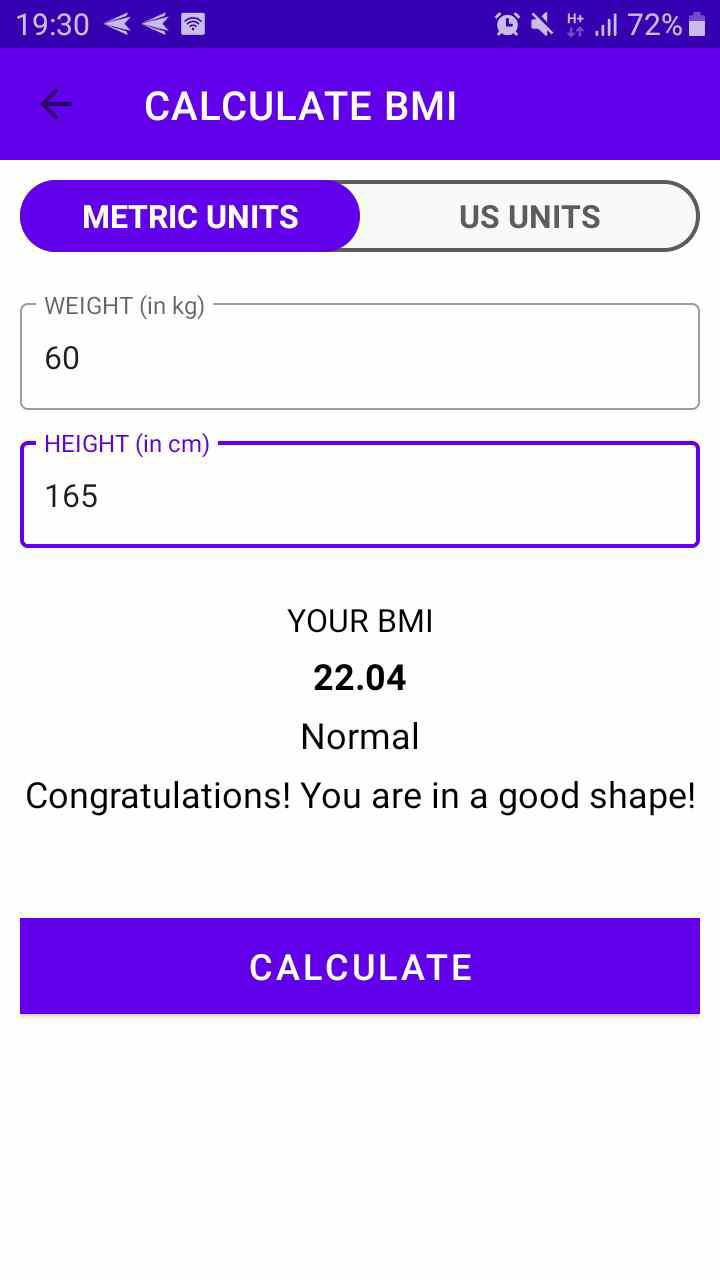 19:30 H+ 72%
CALCULATE BMI
METRIC UNITS US UNITS
WEIGHT (in kg)
60
HEIGHT (in cm)
165
YOUR BMI
22.04
Normal
Congratulations! You are in a good shape!
CALCULATE